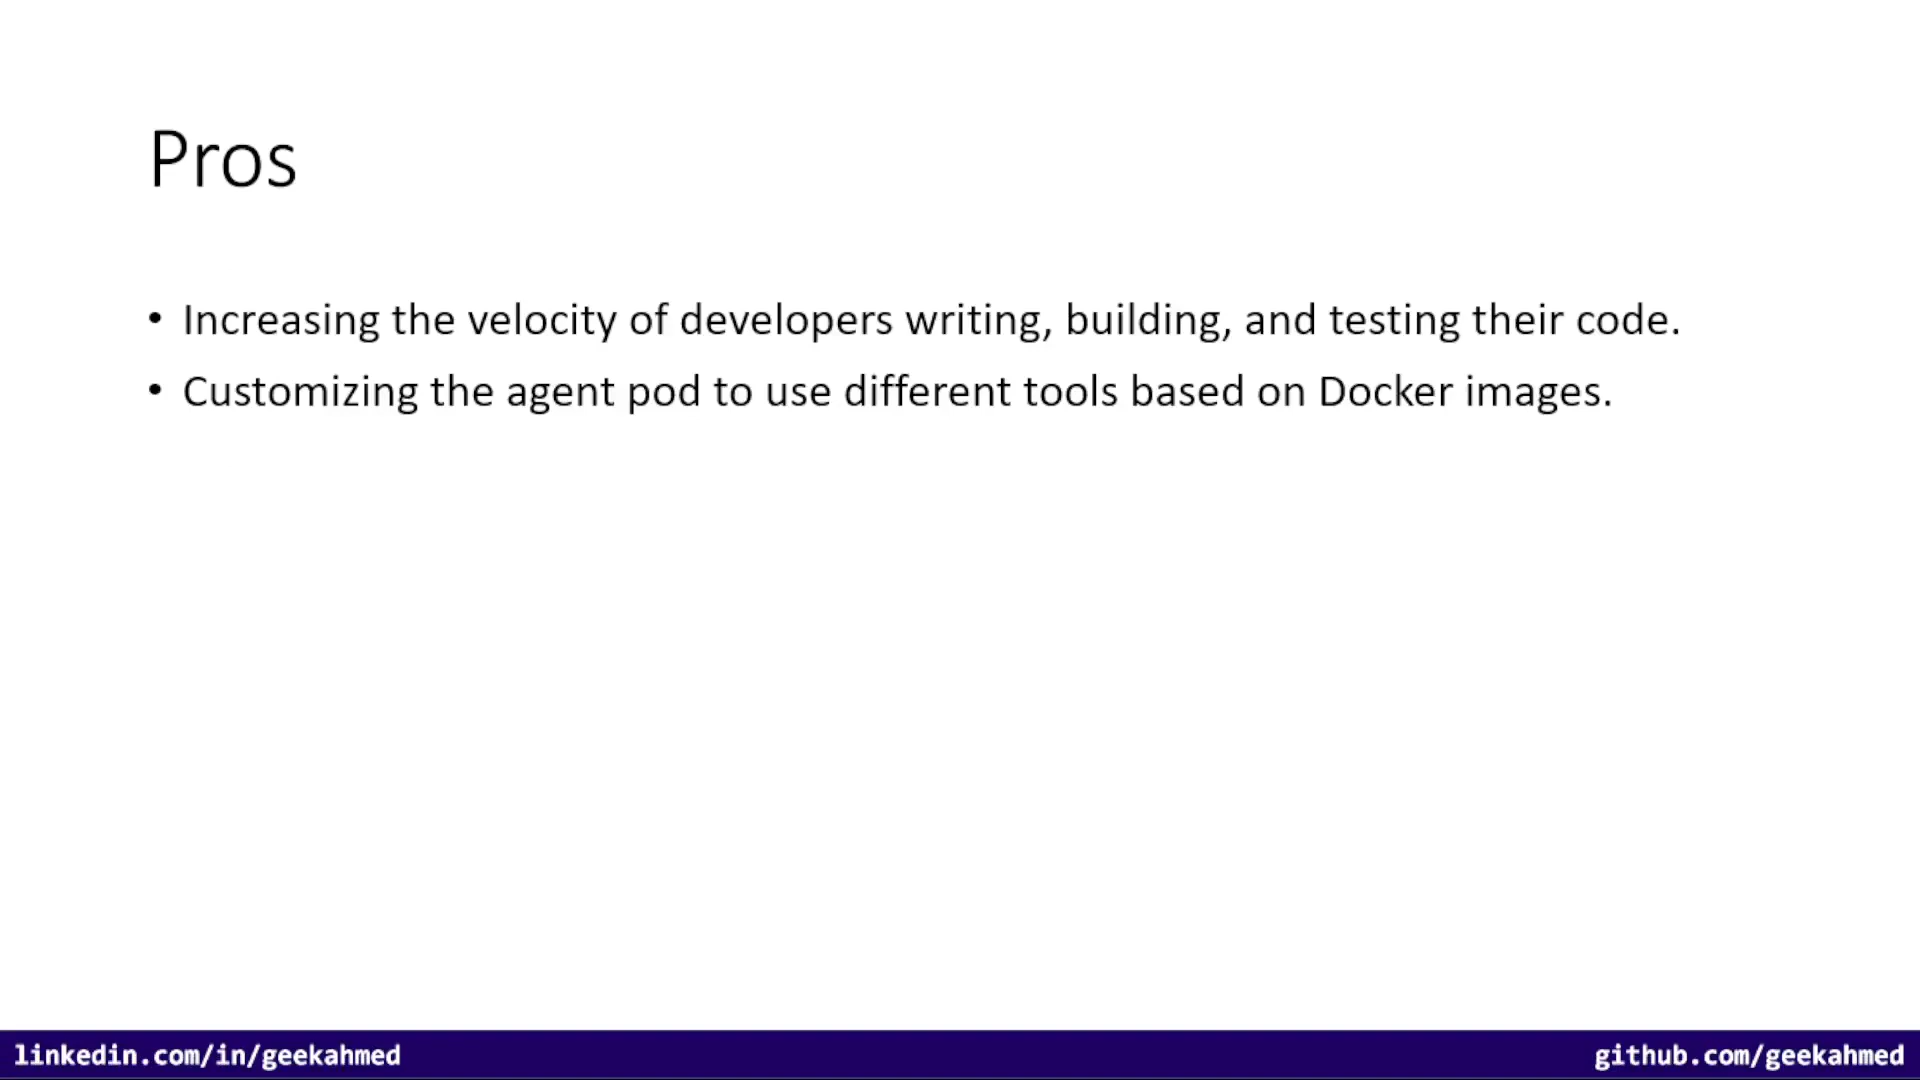 Pros
• Increasing the velocity of developers writing, building, and testing their code.
• Customizing the agent pod to use different tools based on Docker images.
linkedin.com/in/geekahmed
github.com/geekahmed